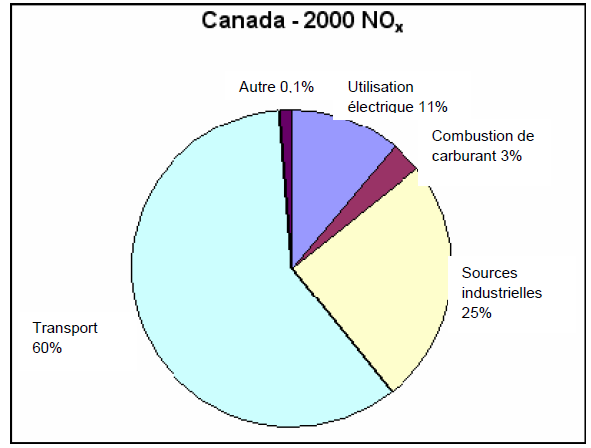 Canada - 2000 NOx
Autre 0,1%
Utilisation
électrique 11%
Combustion de
carburant 3%
Sources
industrielles
25%
Transport
60%